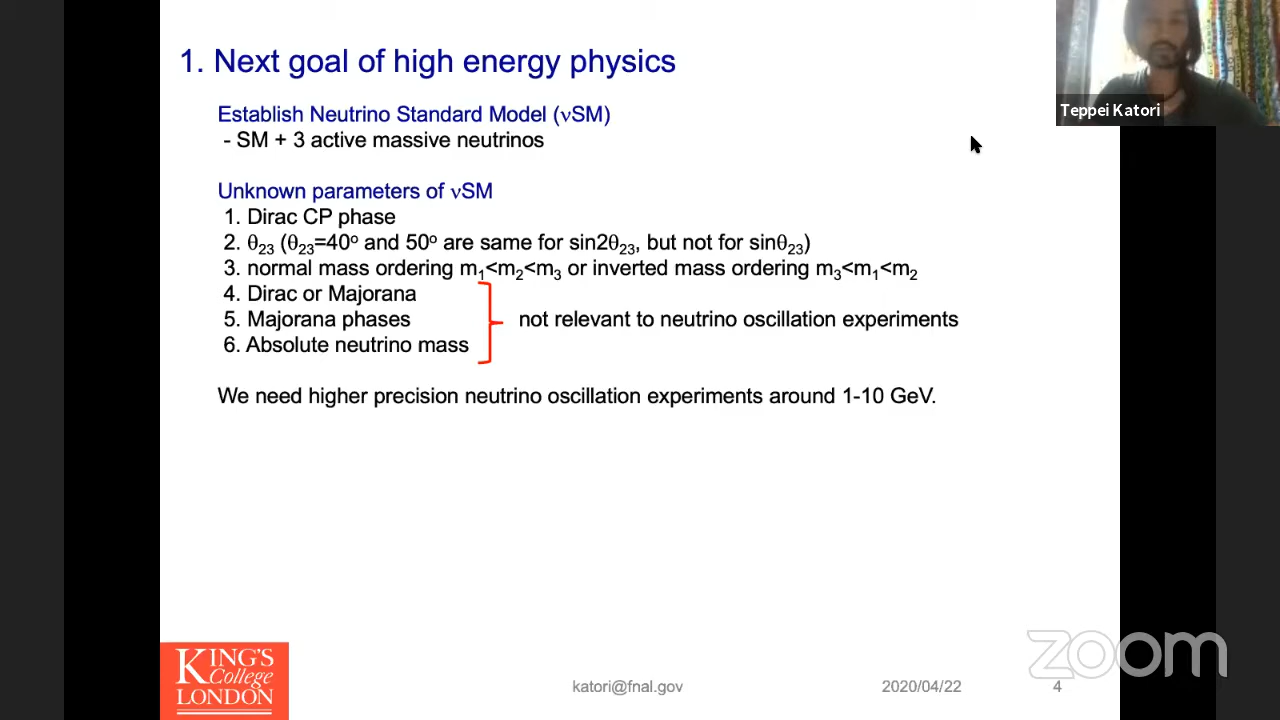 1. Next goal of high energy physics
Teppei Katori
Establish Neutrino Standard Model (νSM)
- SM + 3 active massive neutrinos
Unknown parameters of νSM
1. Dirac CP phase
2. θ23 (θ23=40o and 50o are same for sin2θ23, but not for sinθ23)
3. normal mass ordering m1<m2<m3 or inverted mass ordering m3<m1<m2
4. Dirac or Majorana
5. Majorana phases
not relevant to neutrino oscillation experiments
6. Absolute neutrino mass
We need higher precision neutrino oscillation experiments around 1-10 GeV.
KING'S
College
LONDON
katori@fnal.gov
2020/04/22
4
zoom